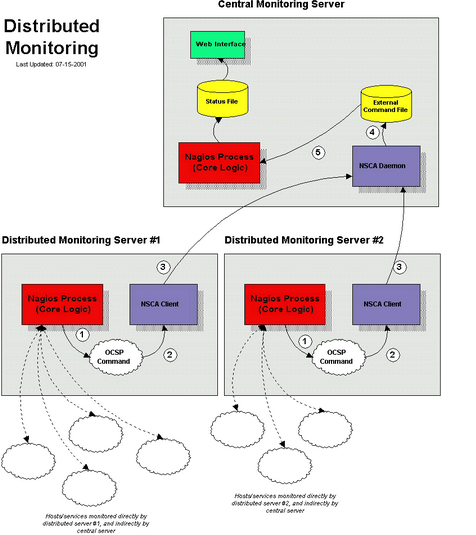 Central Monitoring Server
Distributed
Monitoring
Last Updated: 07-15-2001
Web Interface
Status File
External
Command File
4
5
Nagios Process
(Core Logic)
NSCA Daemon
Distributed Monitoring Server #1
Distributed Monitoring Server #2
3
3
Nagios Process
(Core Logic)
NSCA Client
Nagios Process
(Core Logic)
NSCA Client
1
2
1
2
OCSP
Command
OCSP
Command
Hosts/services monitored directly by
distributed server #1, and indirectly by
central server
Hosts/services monitored directly by
distributed server #2, and indirectly by
central server